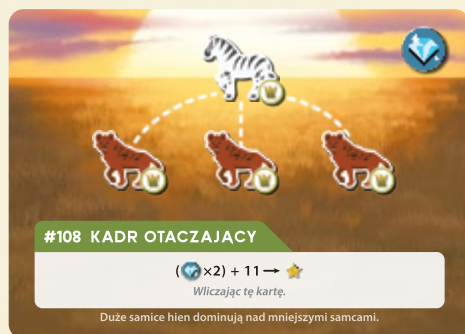 #108 KADR OTACZAJĄCY
(×2) + 11 →
Wliczając tę kartę.
Duże samice hien dominują nad mniejszymi samcami.